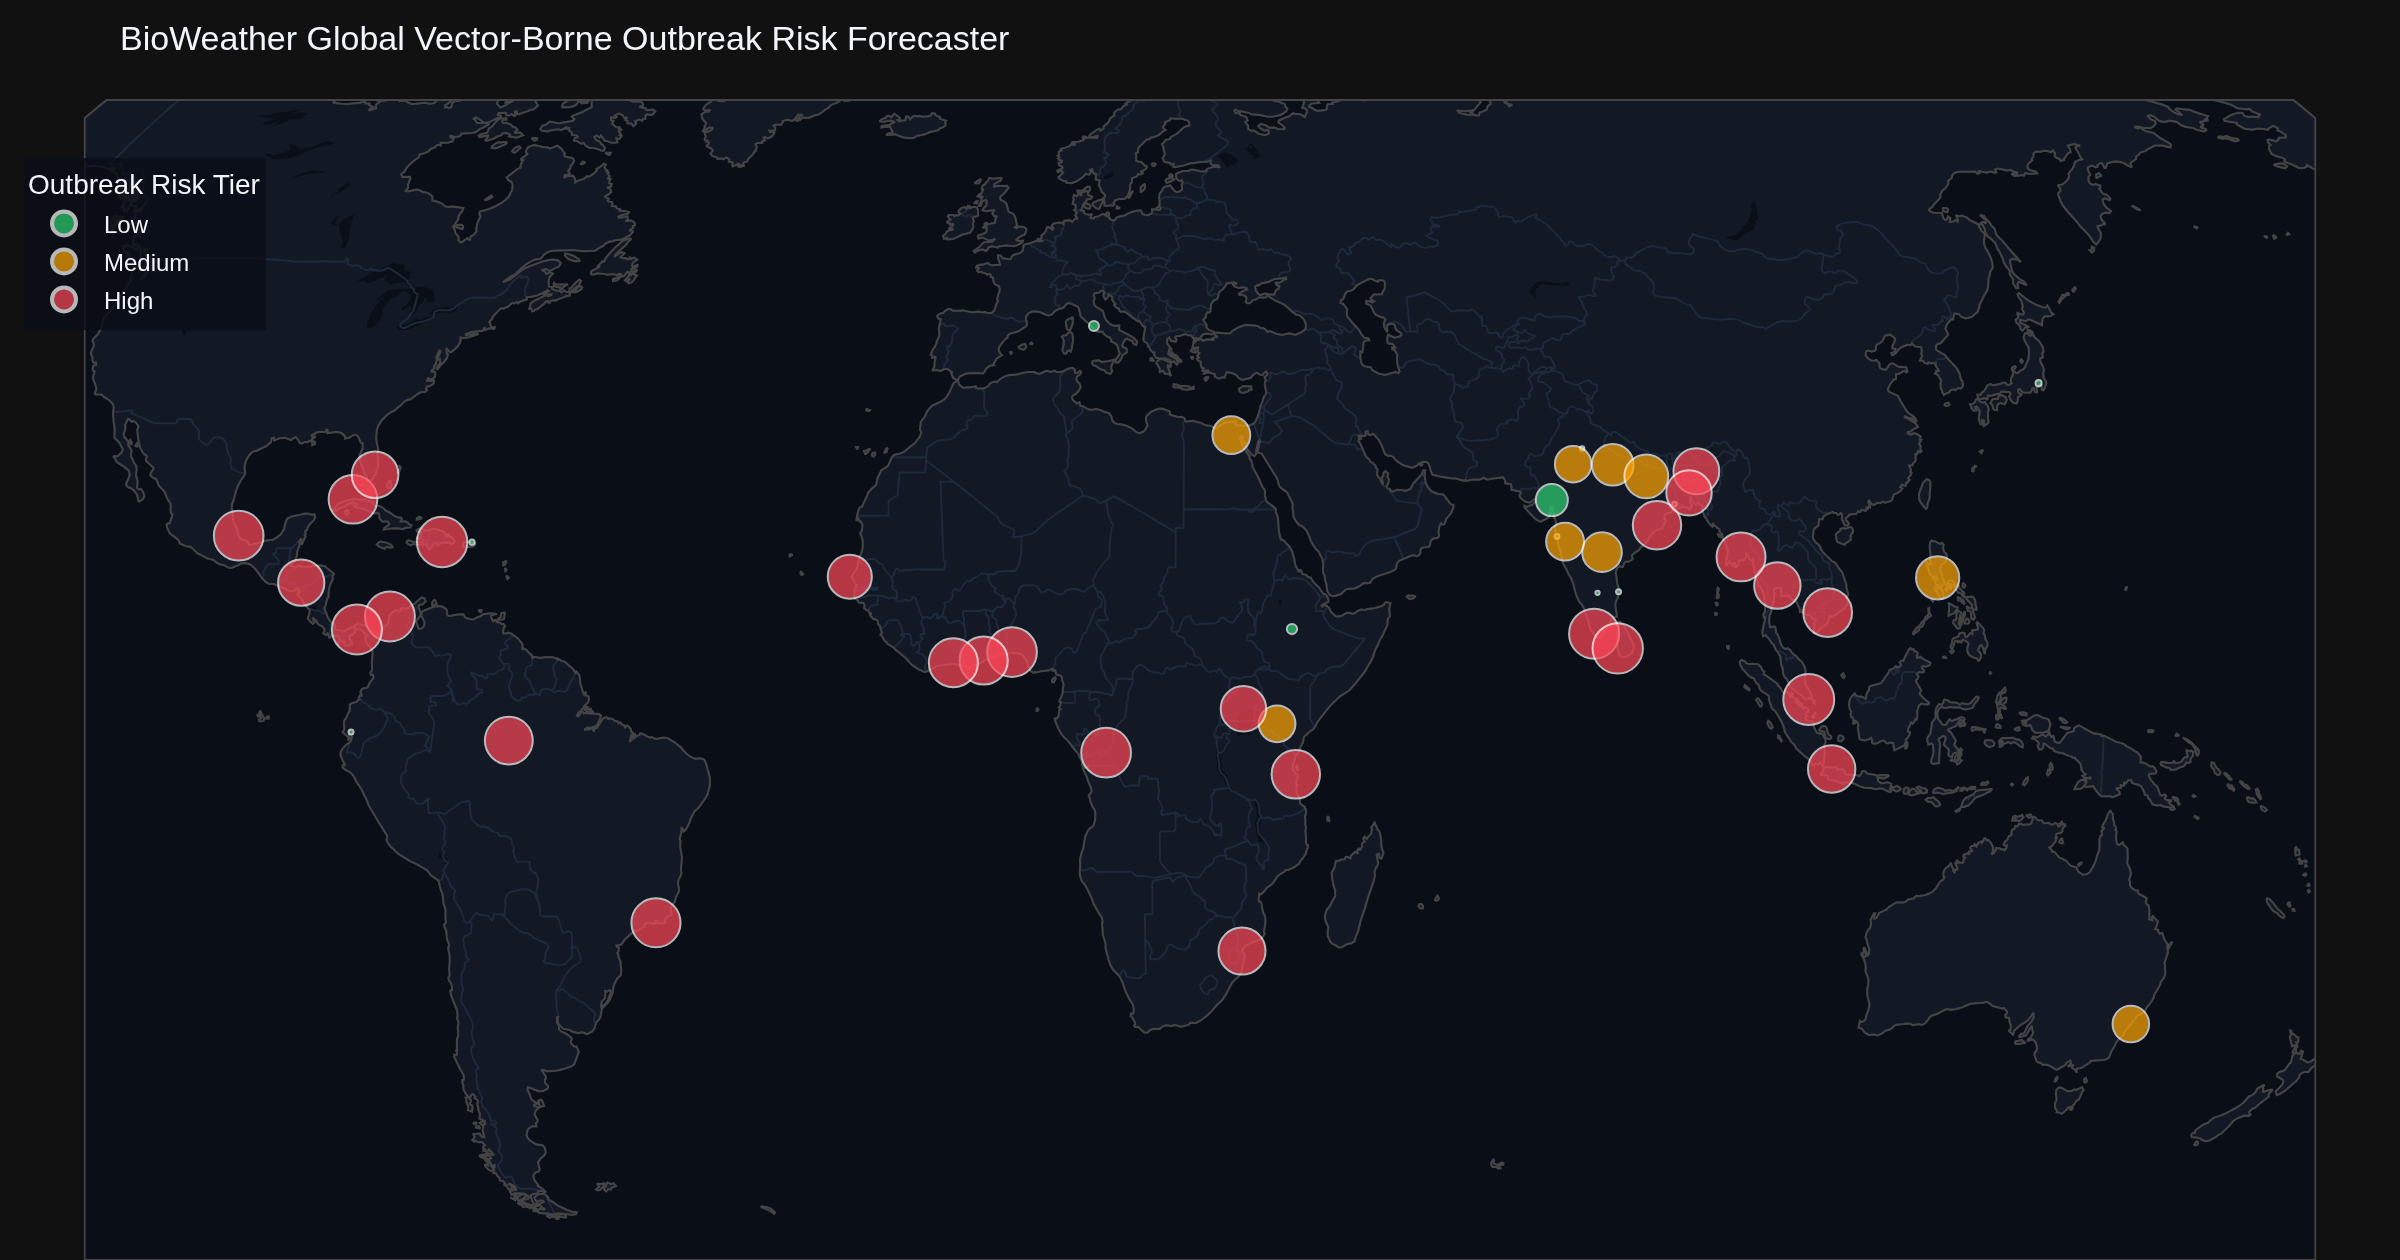 BioWeather Global Vector-Borne Outbreak Risk Forecaster
Outbreak Risk Tier
Low
Medium
High